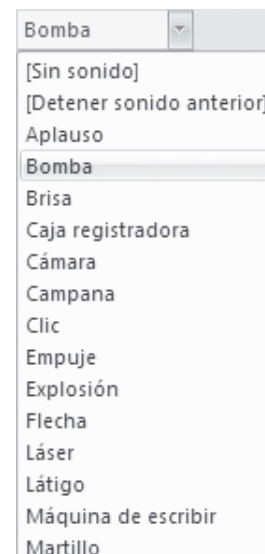 Bomba
[Sin sonido]
[Detener sonido anterior]
Aplauso
Bomba
Brisa
Caja registradora
Cámara
Campana
Clic
Empuje
Explosión
Flecha
Láser
Látigo
Máquina de escribir
Martillo